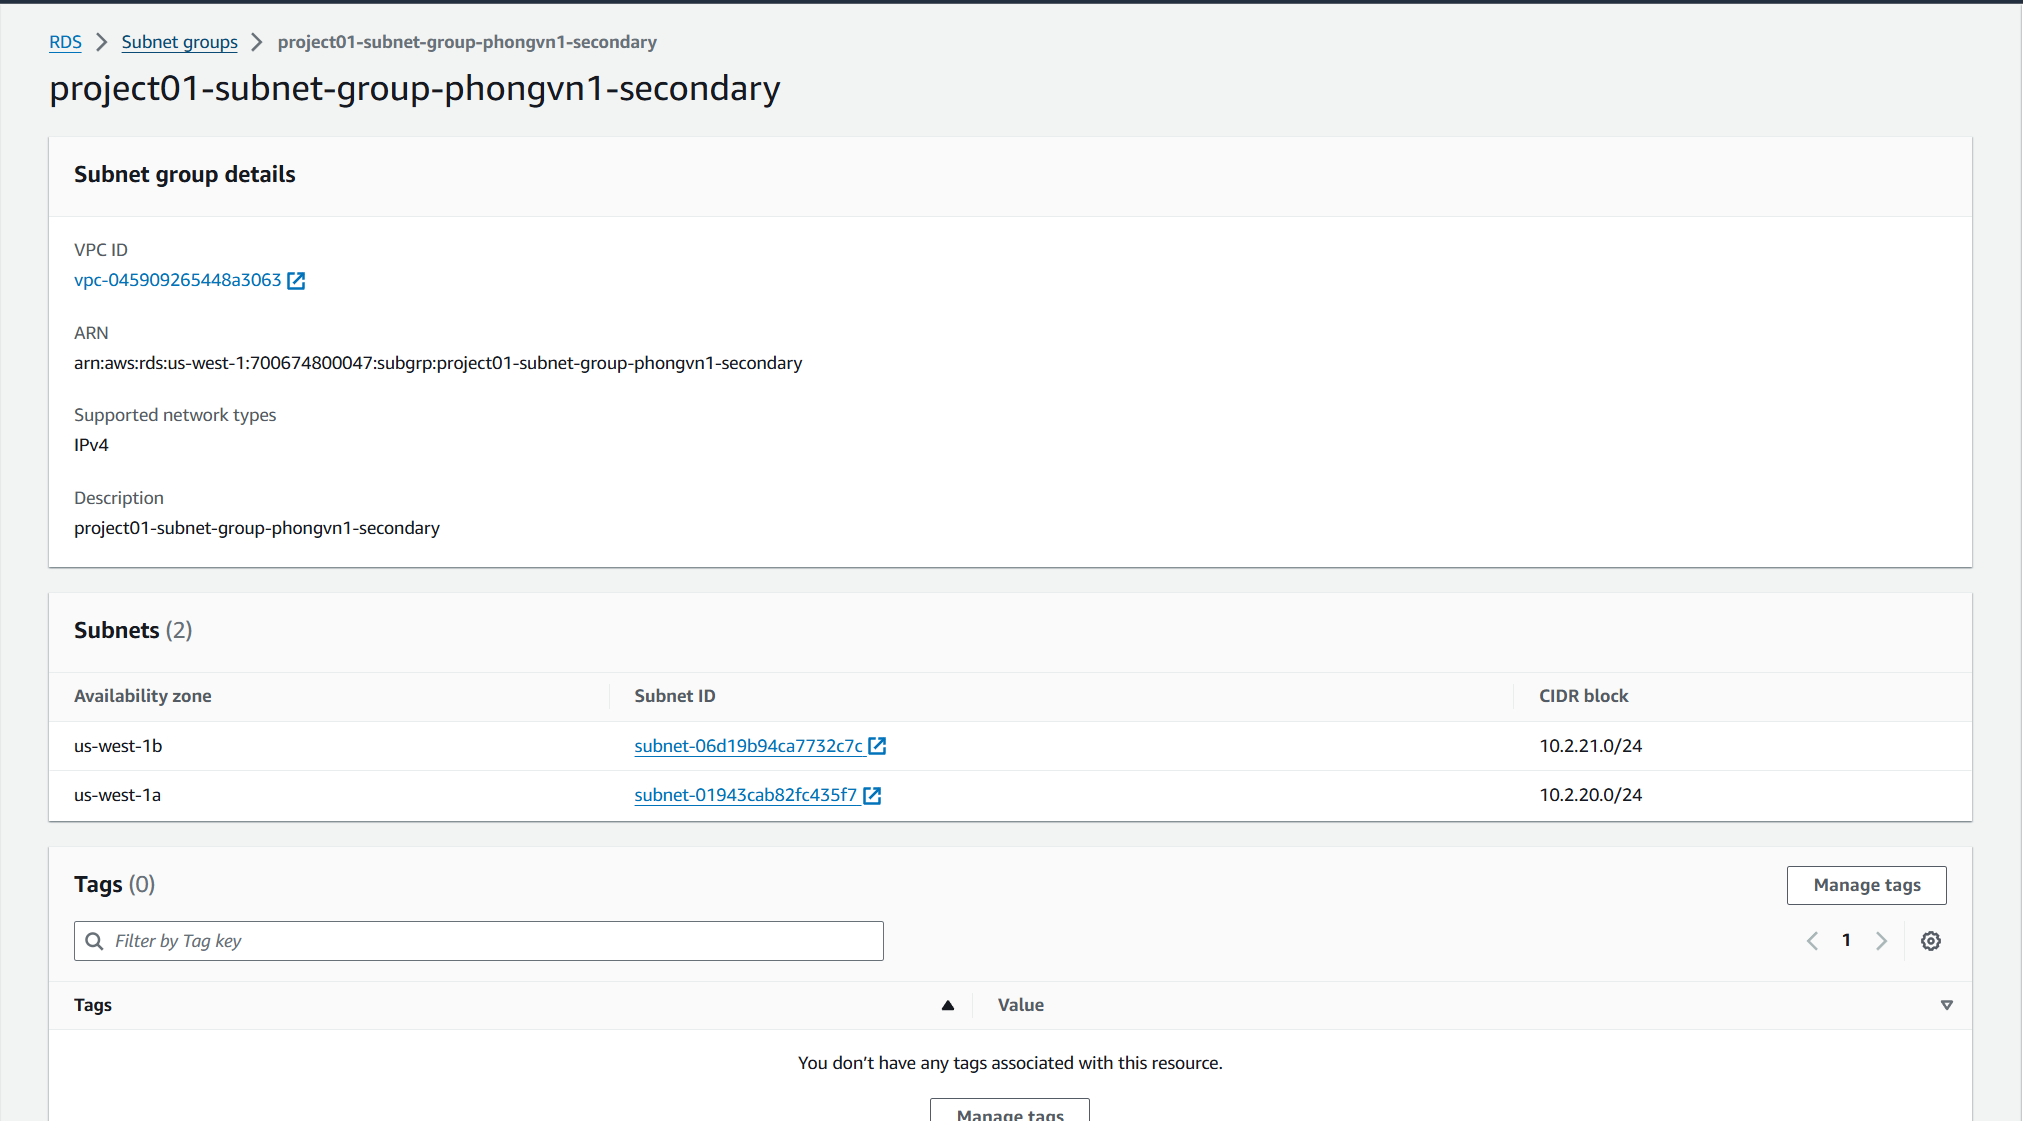 RDS > Subnet groups > project01-subnet-group-phongvn1-secondary
project01-subnet-group-phongvn1-secondary
Subnet group details
VPC ID
vpc-045909265448a3063
ARN
arn:aws:rds:us-west-1:700674800047:subgrp:project01-subnet-group-phongvn1-secondary
Supported network types
IPv4
Description
project01-subnet-group-phongvn1-secondary
Subnets (2)
Availability zone Subnet ID CIDR block
us-west-1b subnet-06d19b94ca7732c7c 10.2.21.0/24
us-west-1a subnet-01943cab82fc435f7 10.2.20.0/24
Tags (0) Manage tags
Filter by Tag key 1
Tags Value
You don’t have any tags associated with this resource.
Manage tags